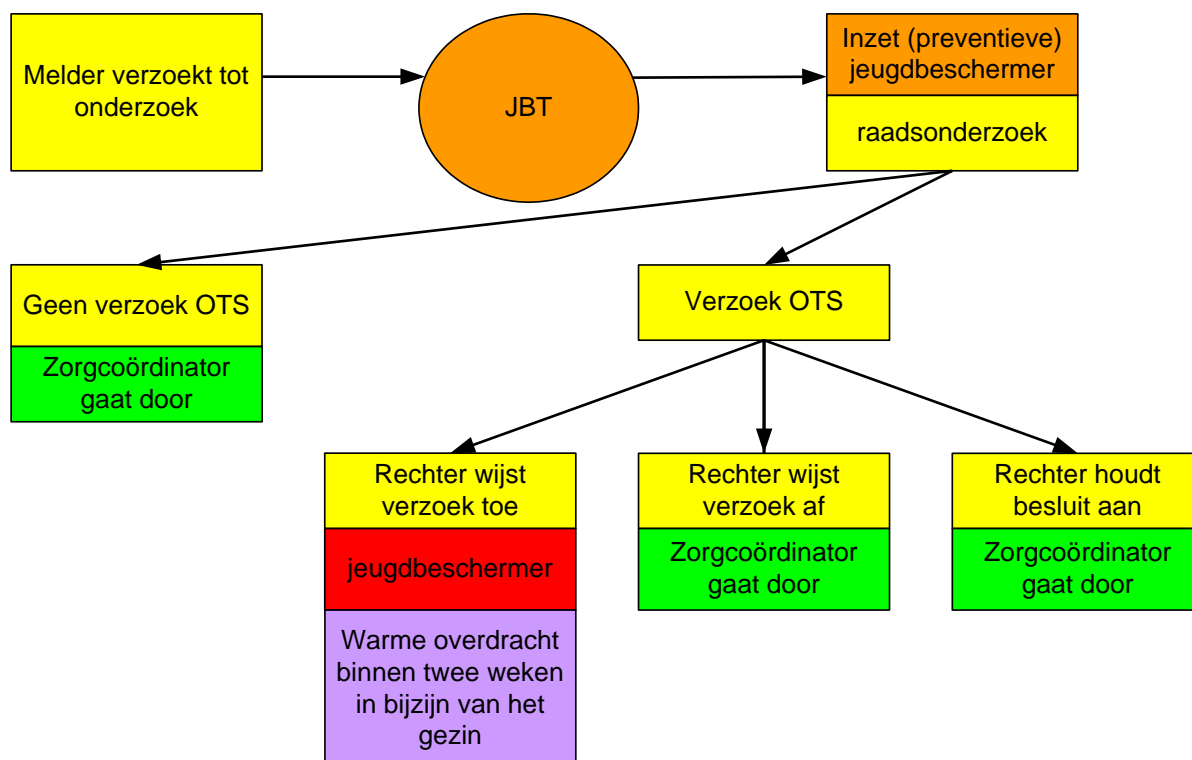 Melder verzoekt tot
onderzoek
JBT
Inzet (preventieve)
jeugdbeschermer
raadsonderzoek
Geen verzoek OTS
Zorgcoördinator
gaat door
Verzoek OTS
Rechter wijst
verzoek toe
jeugdbeschermer
Warme overdracht
binnen twee weken
in bijzijn van het
gezin
Rechter wijst
verzoek af
Zorgcoördinator
gaat door
Rechter houdt
besluit aan
Zorgcoördinator
gaat door